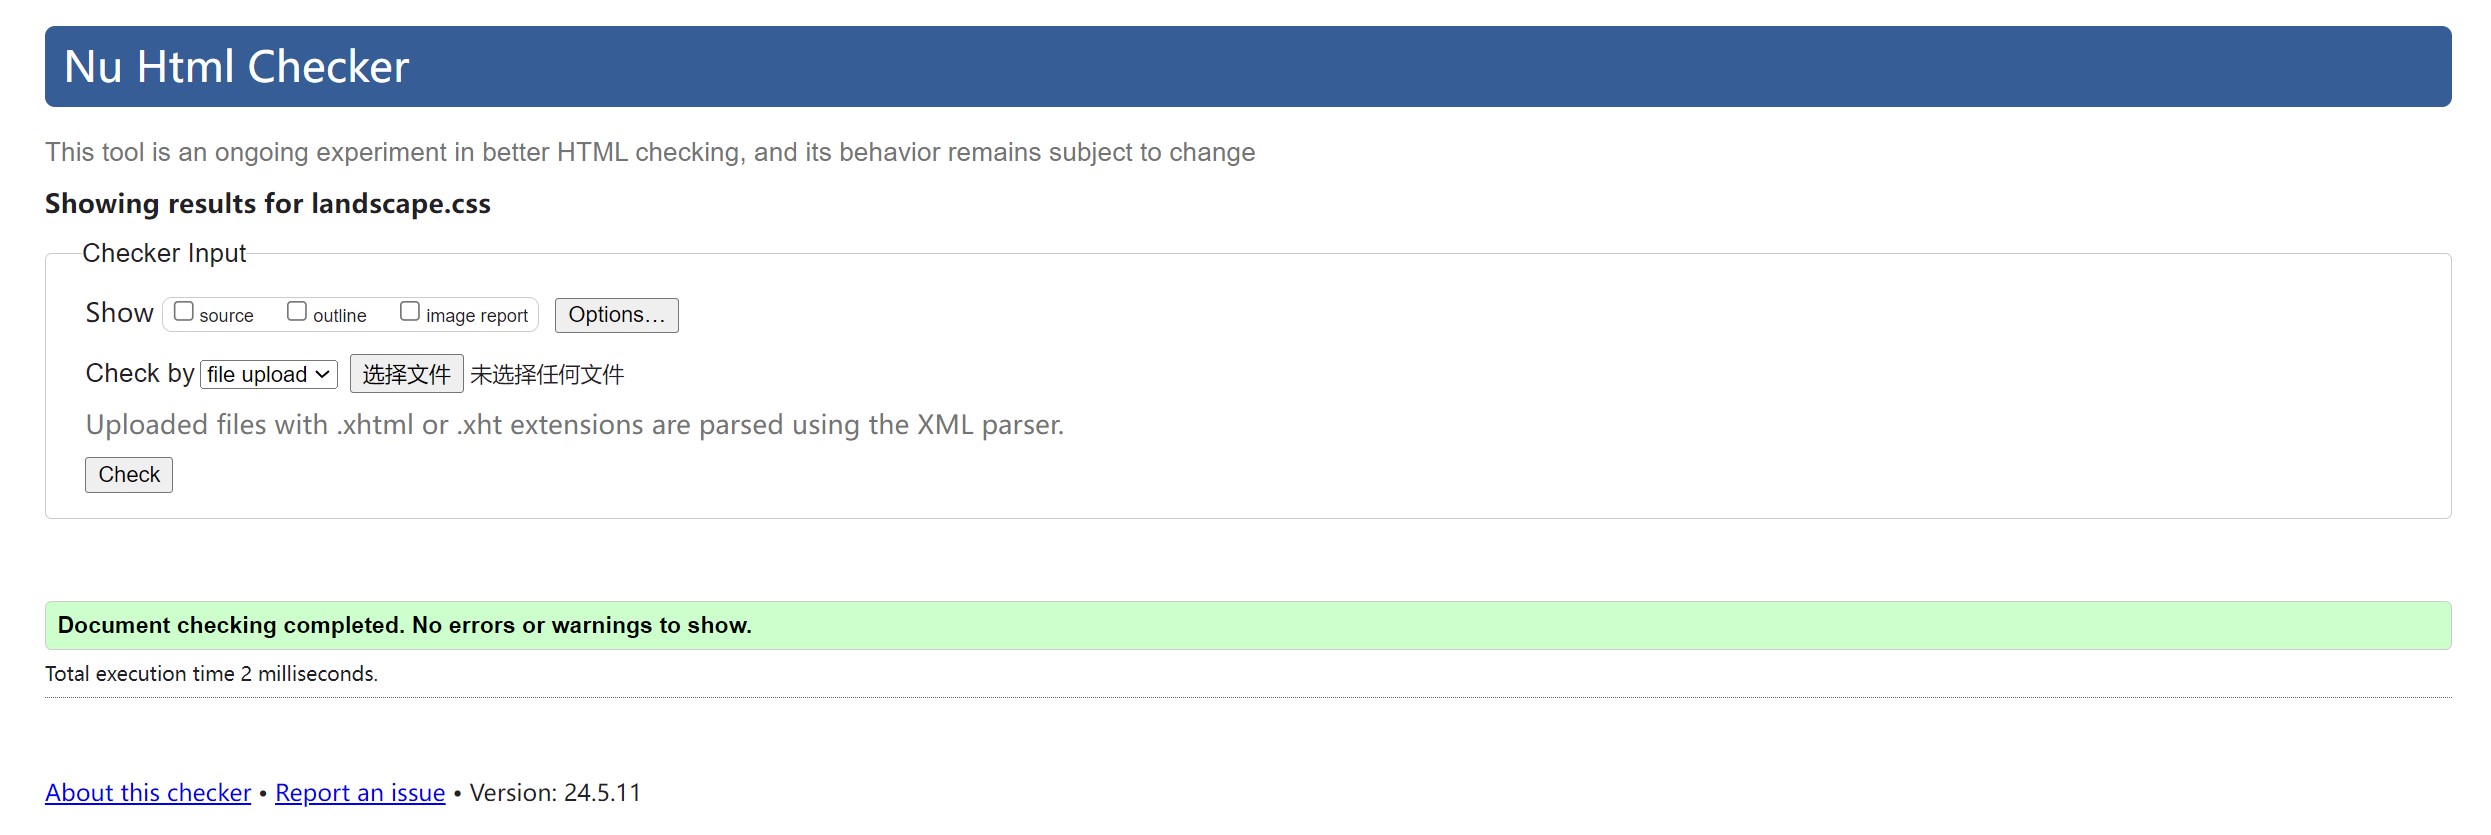 Nu Html Checker
This tool is an ongoing experiment in better HTML checking, and its behavior remains subject to change
Showing results for landscape.css
Checker Input
Show source outline image report Options…
Check by file upload 选择文件 未选择任何文件
Uploaded files with .xhtml or .xht extensions are parsed using the XML parser.
Check
Document checking completed. No errors or warnings to show.
Total execution time 2 milliseconds.
About this checker • Report an issue • Version: 24.5.11